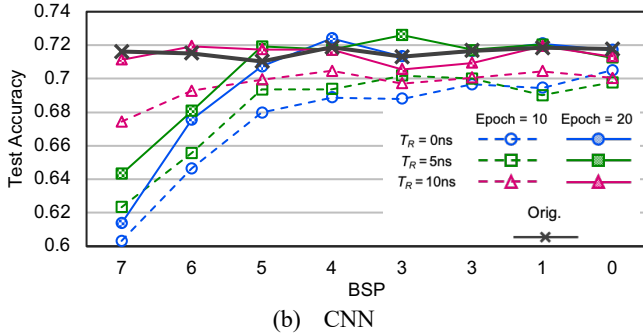 0.74
0.72
0.7
0.68
0.66
0.64
0.62
0.6
Test Accuracy
Epoch = 10 Epoch = 20
T_R = 0ns
T_R = 5ns
T_R = 10ns
Orig.
7 6 5 4 3 3 1 0
BSP
(b) CNN